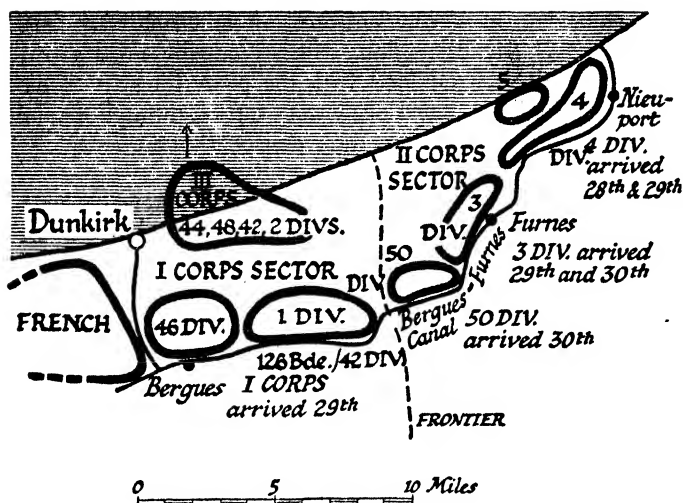 5
4
Nieu-
port
DIV.
4 DIV.
arrived
28th & 29th
II CORPS
SECTOR
III
CORPS
44, 48, 42, 2 DIVS.
Dunkirk
3
DIV.
Furnes
3 DIV. arrived
29th and 30th
50
DIV.
I CORPS SECTOR
FRENCH
46 DIV.
1 DIV.
Bergues - Furnes
Canal
50 DIV.
arrived 30th
126 Bde./42 DIV
Bergues
I CORPS
arrived 29th
FRONTIER
0 5 10 Miles